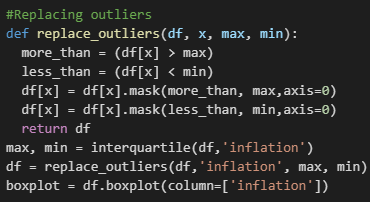 #Replacing outliers
def replace_outliers(df, x, max, min):
  more_than = (df[x] > max)
  less_than = (df[x] < min)
  df[x] = df[x].mask(more_than, max,axis=0)
  df[x] = df[x].mask(less_than, min,axis=0)
  return df
max, min = interquartile(df,'inflation')
df = replace_outliers(df,'inflation', max, min)
boxplot = df.boxplot(column=['inflation'])